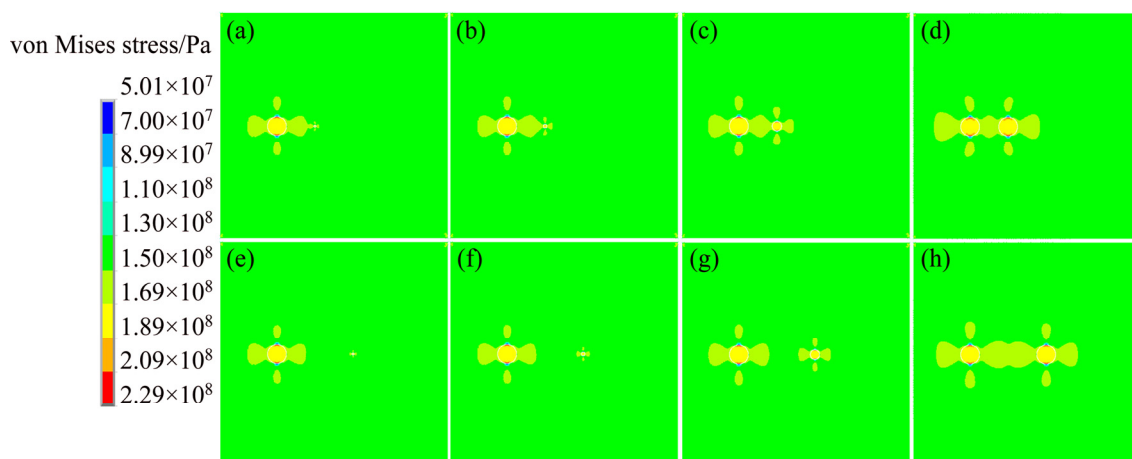 von Mises stress/Pa
5.01×10⁷
7.00×10⁷
8.99×10⁷
1.10×10⁸
1.30×10⁸
1.50×10⁸
1.69×10⁸
1.89×10⁸
2.09×10⁸
2.29×10⁸
(a)
(b)
(c)
(d)
(e)
(f)
(g)
(h)